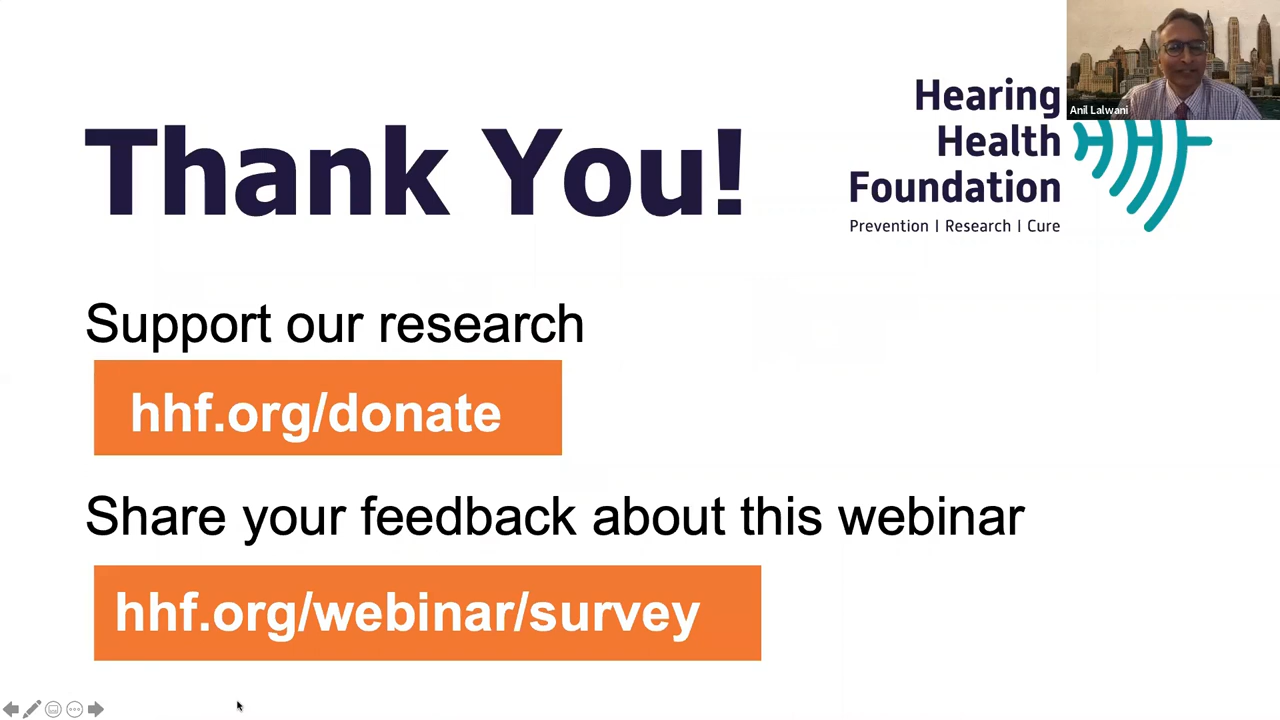 Anil Lalwani
Hearing
Health
Foundation
Prevention | Research | Cure
HHF
Thank You!
Support our research
hhf.org/donate
Share your feedback about this webinar
hhf.org/webinar/survey